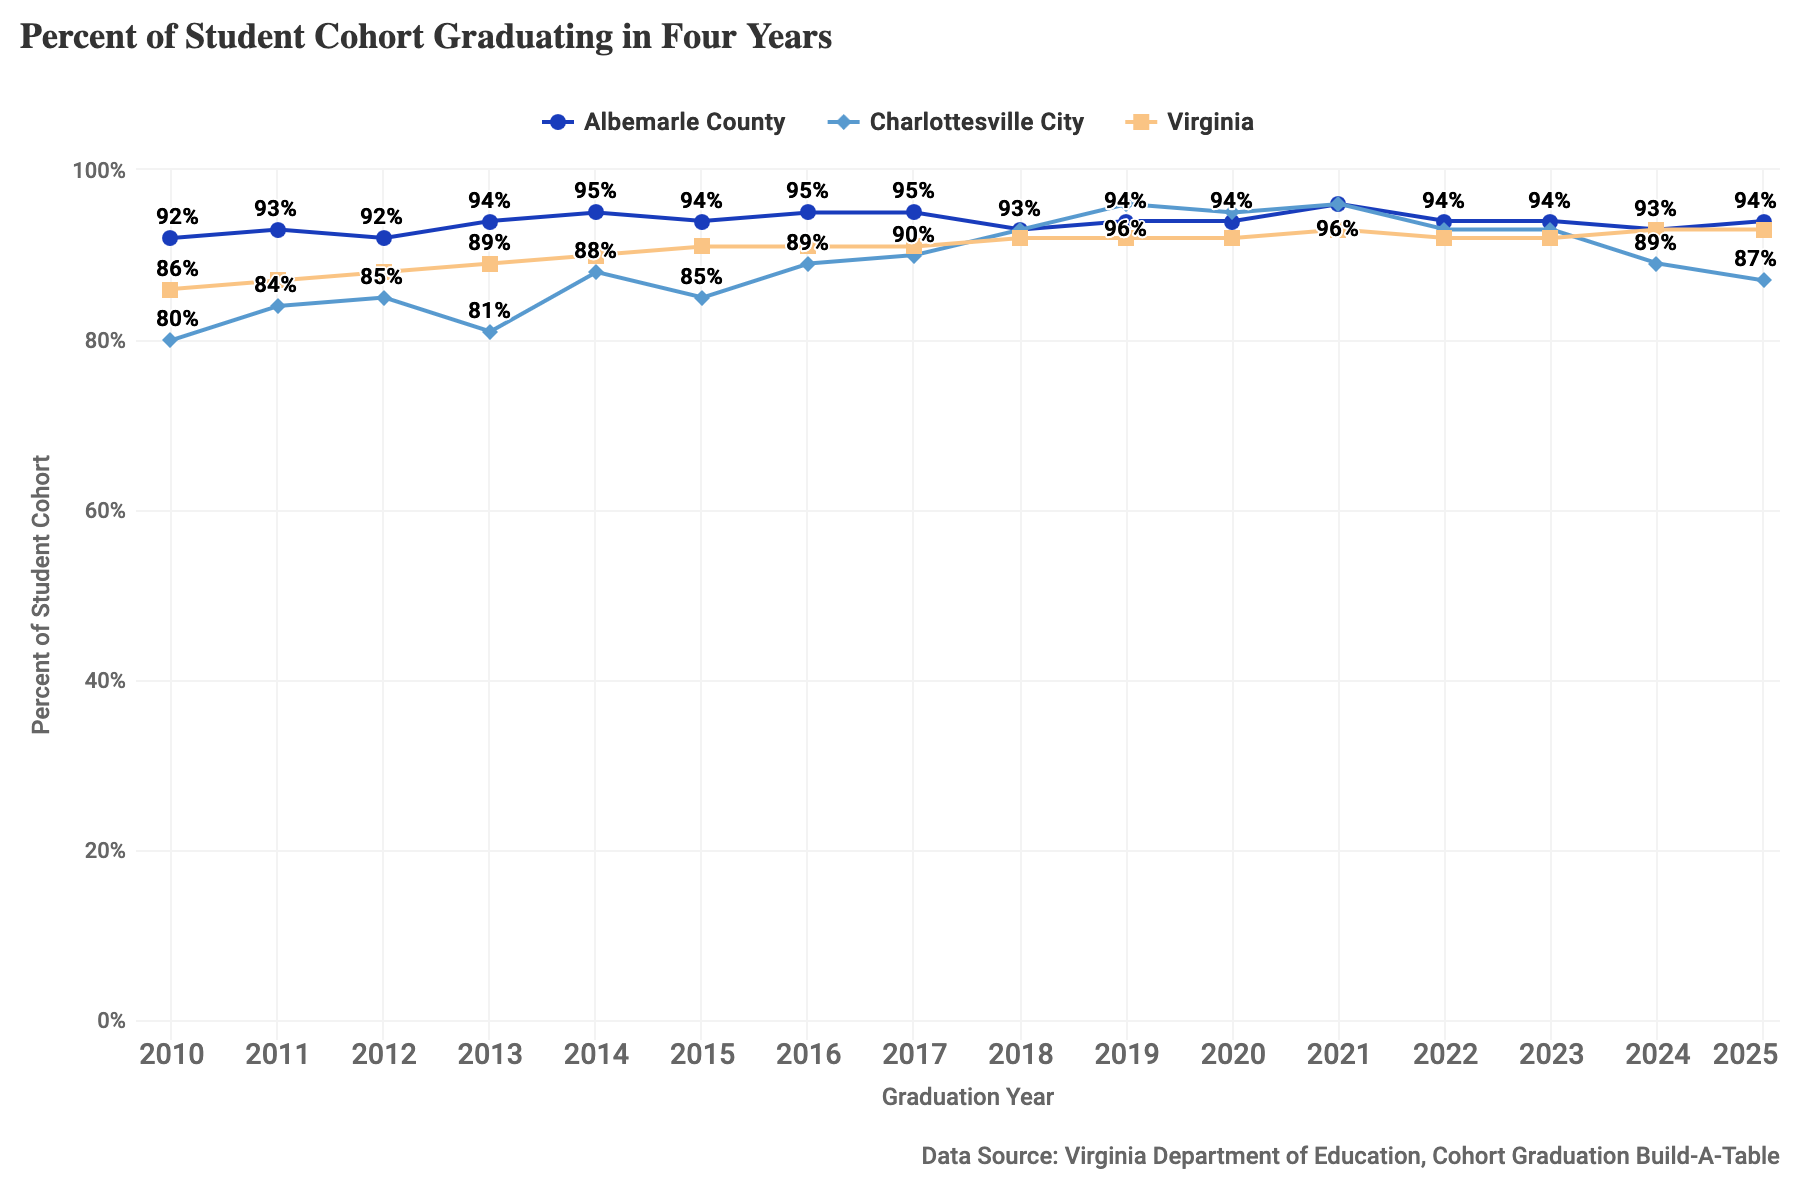 Percent of Student Cohort Graduating in Four Years
Albemarle County Charlottesville City Virginia
100%
80%
60%
40%
20%
0%
Percent of Student Cohort
92% 93% 92% 94% 95% 94% 95% 95% 93% 94% 94% 94% 94% 93% 94%
86% 89%
80% 84% 85% 81% 88% 85% 89% 90% 96% 96% 89% 87%
2010 2011 2012 2013 2014 2015 2016 2017 2018 2019 2020 2021 2022 2023 2024 2025
Graduation Year
Data Source: Virginia Department of Education, Cohort Graduation Build-A-Table